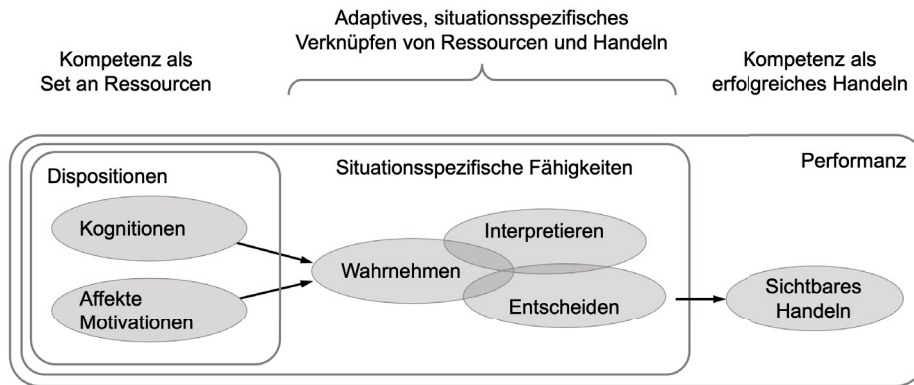 Adaptives, situationsspezifisches
Verknüpfen von Ressourcen und Handeln
Kompetenz als
Set an Ressourcen
Kompetenz als
erfolgreiches Handeln
Dispositionen
Situationsspezifische Fähigkeiten
Performanz
Kognitionen
Affekte
Motivationen
Wahrnehmen
Interpretieren
Entscheiden
Sichtbares
Handeln